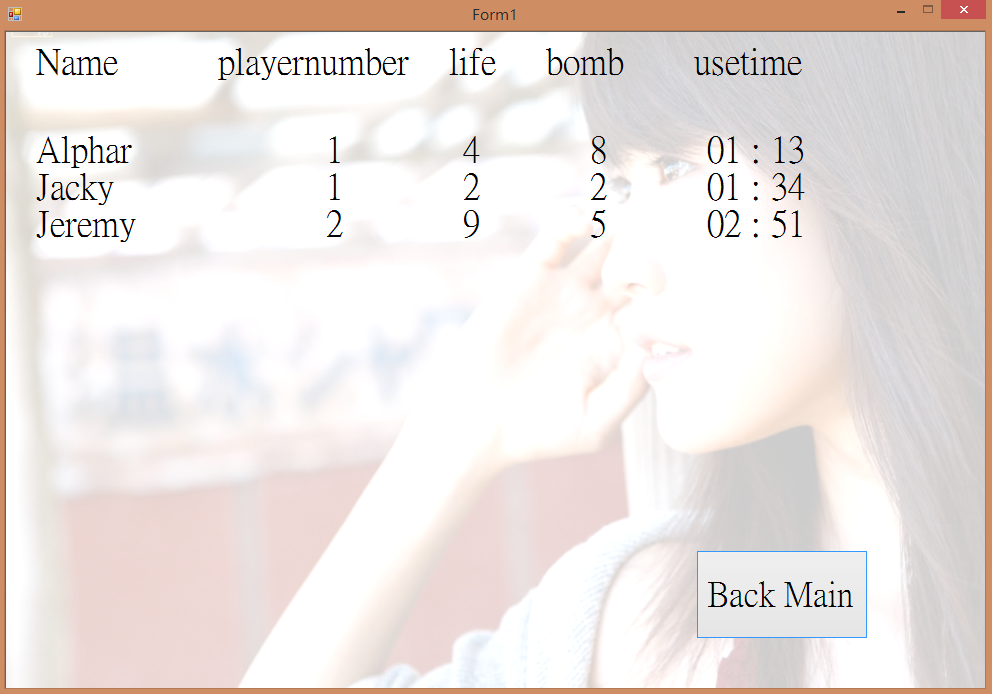 Form1
Name playernumber life bomb usetime
Alphar 1 4 8 01 : 13
Jacky 1 2 2 01 : 34
Jeremy 2 9 5 02 : 51
Back Main